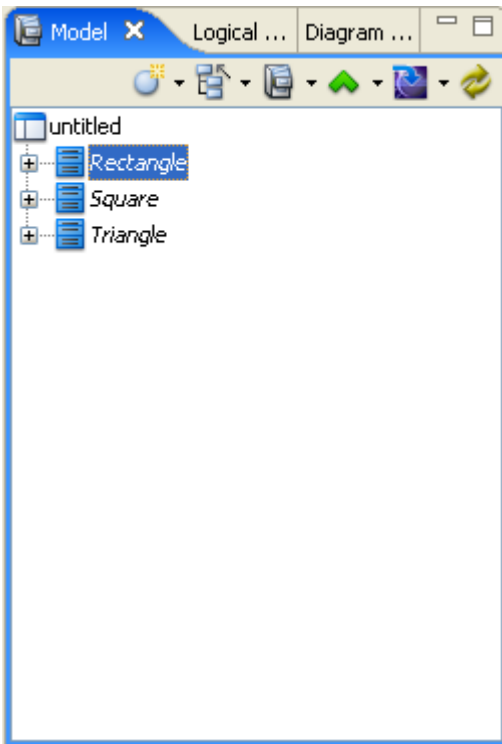 Model Logical ... Diagram ...
untitled
Rectangle
Square
Triangle